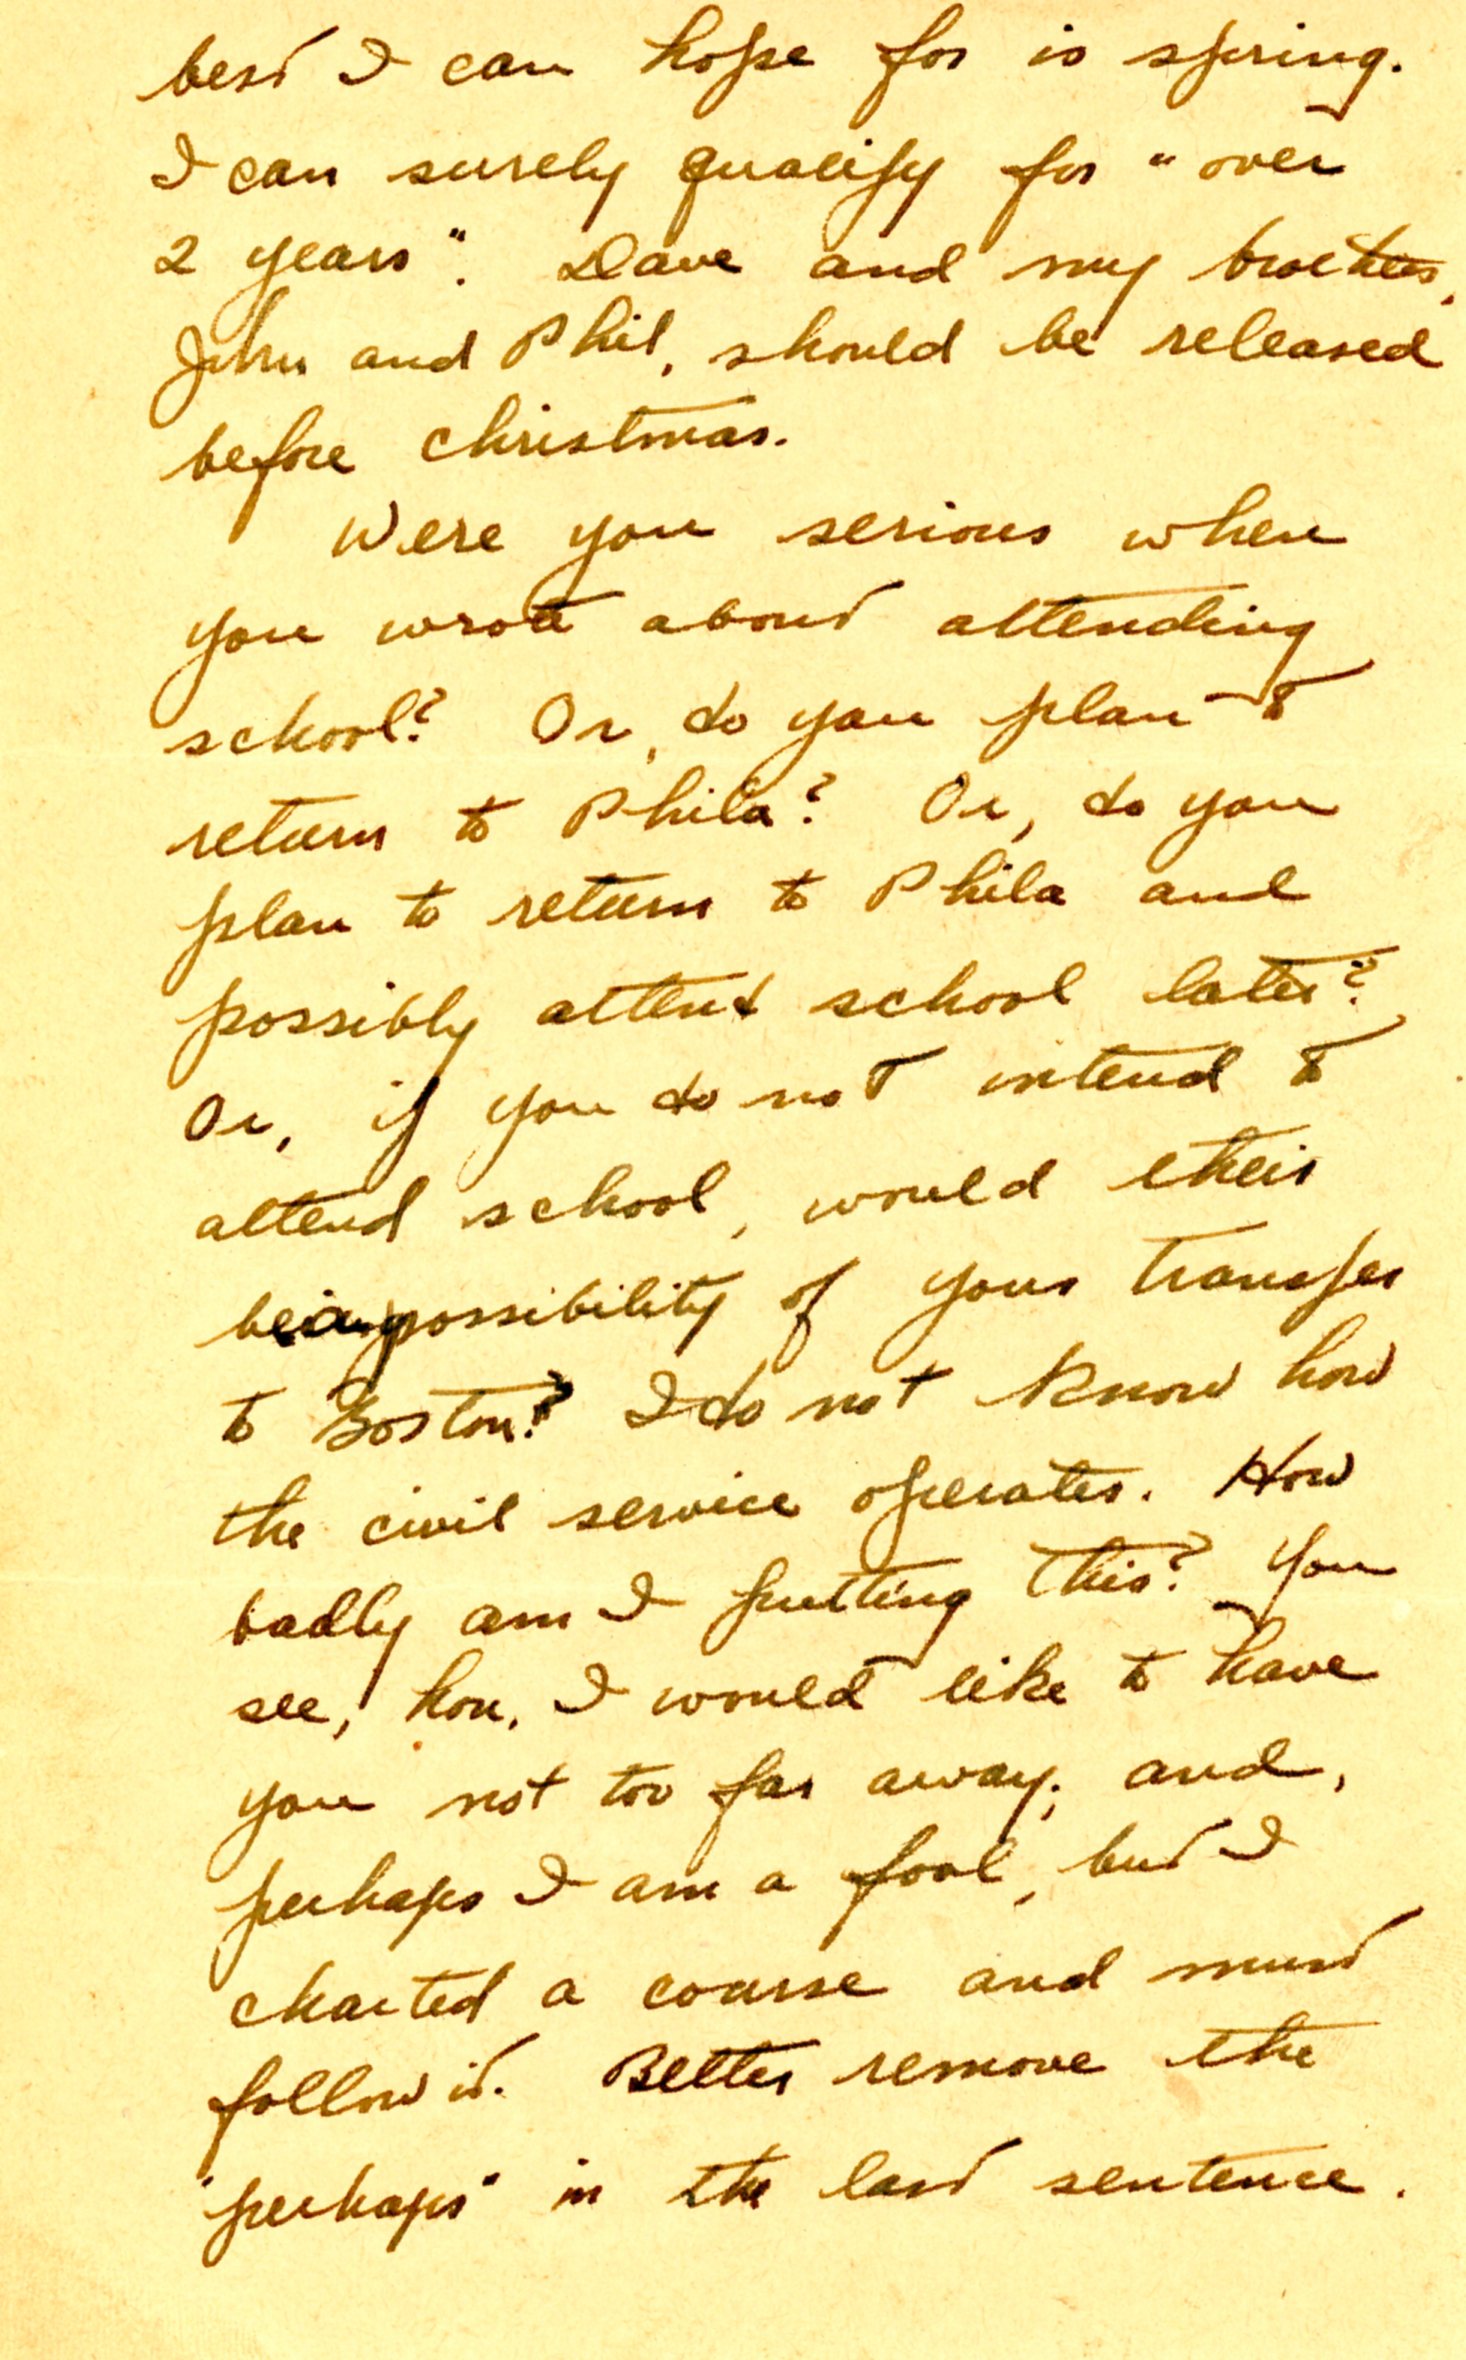 best I can hope for is spring.
I can surely qualify for "over
2 years". Dave and my brothers,
John and Phil, should be released
before christmas.
Were you serious when
you wrote about attending
school? Or, do you plan to
return to Phila? Or, do you
plan to return to Phila and
possibly attend school later?
Or, if you do not intend to
attend school, would their
be a possibility of your transfer
to Boston? I do not know how
the civil service operates. How
badly am I putting this? You
see, hon, I would like to have
you not too far away; and,
perhaps I am a fool, but I
charted a course and must
follow it. Better remove the
"perhaps" in the last sentence.